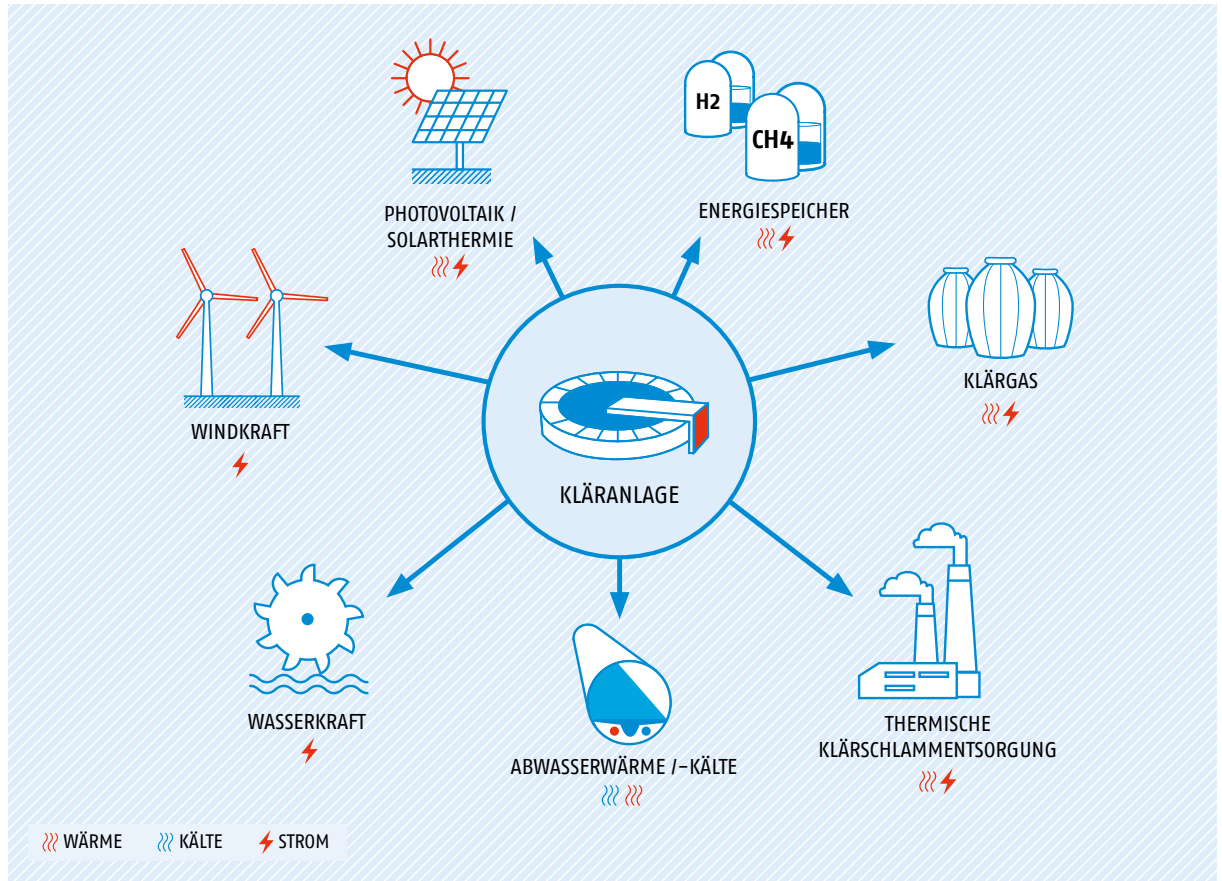 H2
CH4
PHOTOVOLTAIK /
SOLARTHERMIE
ENERGIESPEICHER
WINDKRAFT
KLÄRGAS
KLÄRANLAGE
WASSERKRAFT
ABWASSERWÄRME /-KÄLTE
THERMISCHE
KLÄRSCHLAMMENTSORGUNG
WÄRME
KÄLTE
STROM